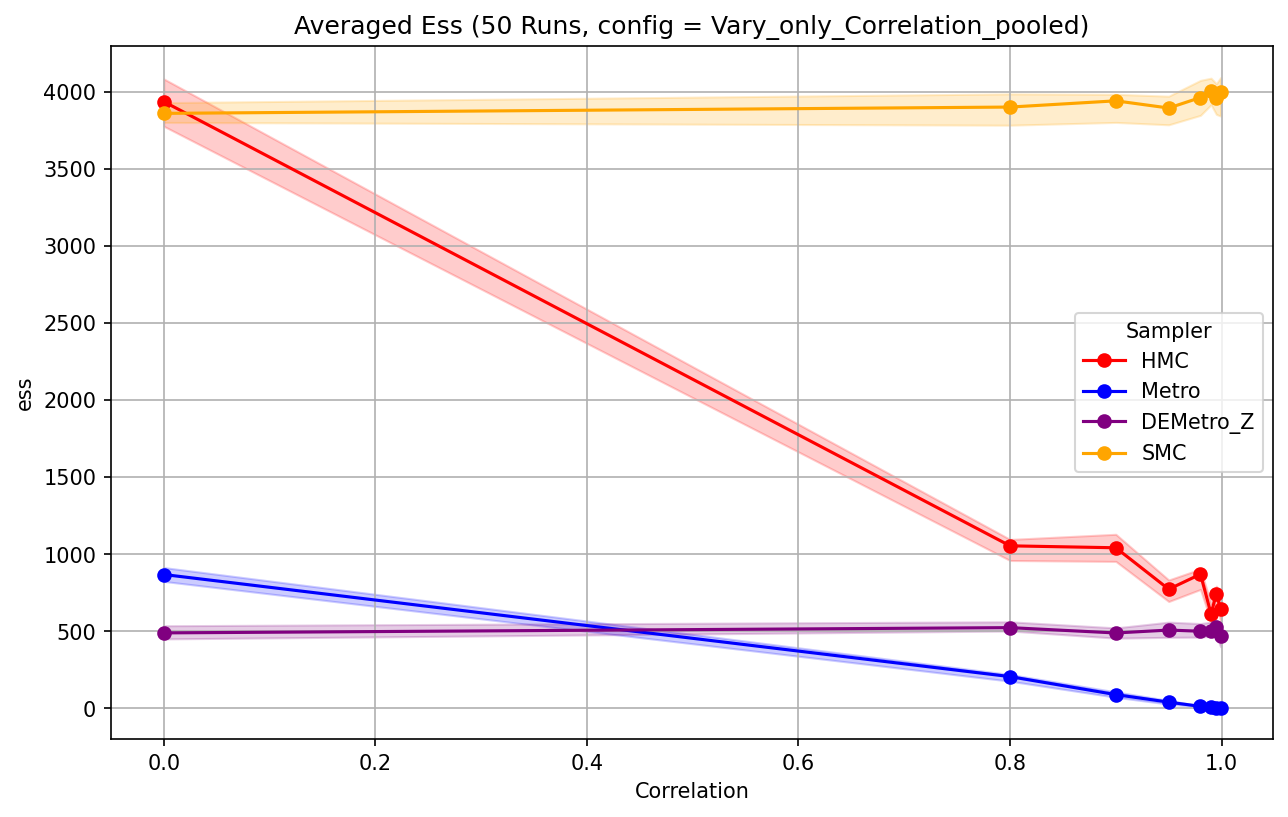 Averaged Ess (50 Runs, config = Vary_only_Correlation_pooled)
4000
3500
3000
2500
2000
1500
1000
500
0
ess
Sampler
HMC
Metro
DEMetro_Z
SMC
0.0 0.2 0.4 0.6 0.8 1.0
Correlation